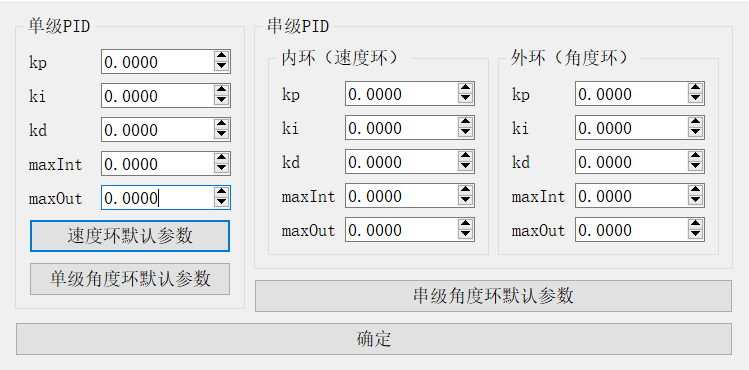 单级PID
kp 0.0000
ki 0.0000
kd 0.0000
maxInt 0.0000
maxOut 0.0000
速度环默认参数
单级角度环默认参数
串级PID
内环（速度环）
kp 0.0000
ki 0.0000
kd 0.0000
maxInt 0.0000
maxOut 0.0000
外环（角度环）
kp 0.0000
ki 0.0000
kd 0.0000
maxInt 0.0000
maxOut 0.0000
串级角度环默认参数
确定